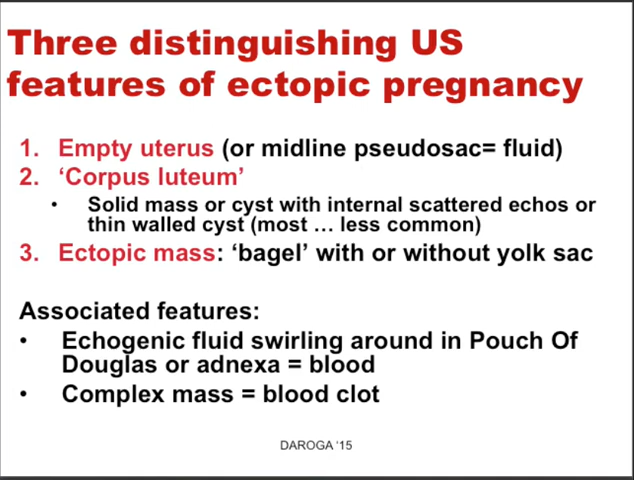 Three distinguishing US
features of ectopic pregnancy
1. Empty uterus (or midline pseudosac= fluid)
2. ‘Corpus luteum’
• Solid mass or cyst with internal scattered echos or
thin walled cyst (most … less common)
3. Ectopic mass: ‘bagel’ with or without yolk sac
Associated features:
• Echogenic fluid swirling around in Pouch Of
Douglas or adnexa = blood
• Complex mass = blood clot
DAROGA ‘15